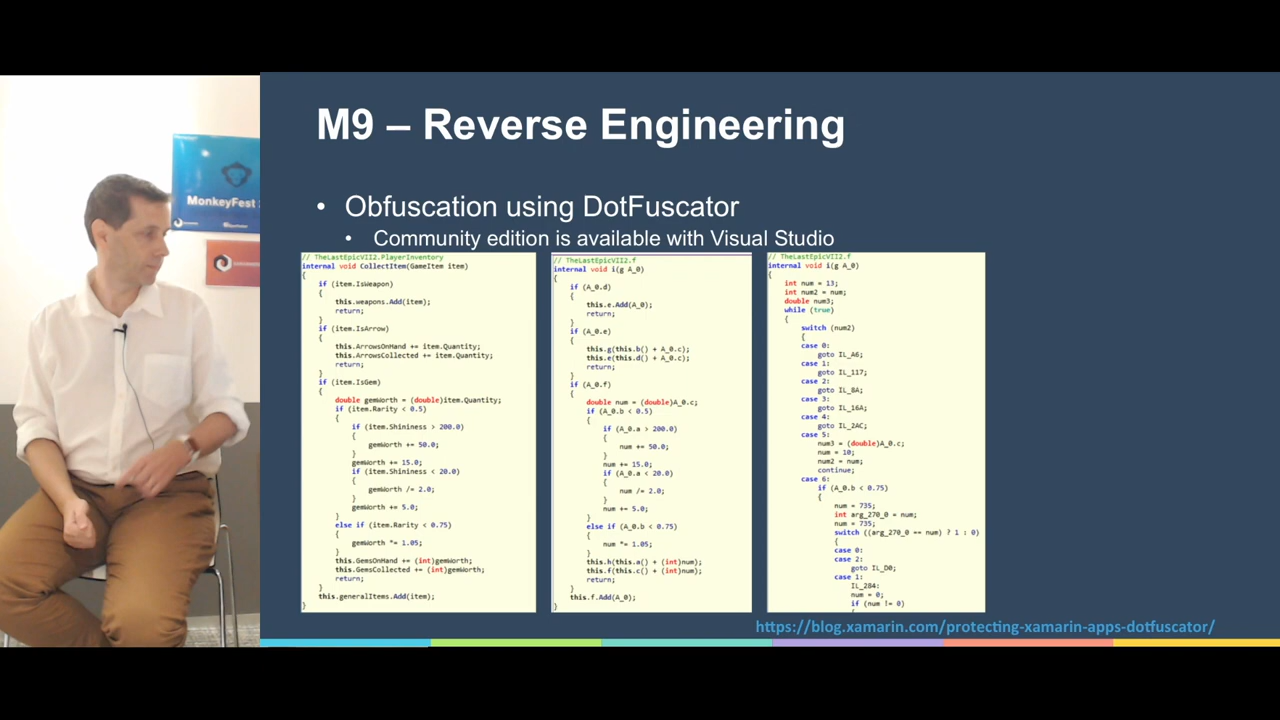 M9 – Reverse Engineering
• Obfuscation using DotFuscator
• Community edition is available with Visual Studio
MonkeyFest
// TheLastEpicVII2.PlayerInventory
internal void CollectItem(GameItem item)
{
if (item.IsWeapon)
{
this.weapons.Add(item);
return;
}
if (item.IsArrow)
{
this.ArrowsOnHand += item.Quantity;
this.ArrowsCollected += item.Quantity;
return;
}
if (item.IsGem)
{
double gemWorth = (double)item.Quantity;
if (item.Rarity < 0.5)
{
if (item.Shininess > 200.0)
{
gemWorth += 50.0;
}
gemWorth += 15.0;
if (item.Shininess < 20.0)
{
gemWorth /= 2.0;
}
gemWorth += 5.0;
}
else if (item.Rarity < 0.75)
{
gemWorth *= 1.05;
}
this.GemsOnHand += (int)gemWorth;
this.GemsCollected += (int)gemWorth;
return;
}
this.generalItems.Add(item);
}
// TheLastEpicVII2.f
internal void i(g A_0)
{
if (A_0.d)
{
this.e.Add(A_0);
return;
}
if (A_0.e)
{
this.g(this.b() + A_0.c);
this.e(this.d() + A_0.c);
return;
}
if (A_0.f)
{
double num = (double)A_0.c;
if (A_0.b < 0.5)
{
if (A_0.a > 200.0)
{
num += 50.0;
}
num += 15.0;
if (A_0.a < 20.0)
{
num /= 2.0;
}
num += 5.0;
}
else if (A_0.b < 0.75)
{
num *= 1.05;
}
this.h(this.a() + (int)num);
this.f(this.c() + (int)num);
return;
}
this.f.Add(A_0);
}
// TheLastEpicVII2.f
internal void i(g A_0)
{
int num = 13;
int num2 = num;
double num3;
while (true)
{
switch (num2)
{
case 0:
goto IL_A6;
case 1:
goto IL_117;
case 2:
goto IL_8A;
case 3:
goto IL_16A;
case 4:
goto IL_2AC;
case 5:
num3 = (double)A_0.c;
num = 10;
num2 = num;
continue;
case 6:
if (A_0.b < 0.75)
{
num = 735;
int arg_270_0 = num;
num = 735;
switch ((arg_270_0 == num) ? 1 : 0)
{
case 0:
case 2:
goto IL_D0;
case 1:
IL_284:
num = 0;
if (num != 0)
https://blog.xamarin.com/protecting-xamarin-apps-dotfuscator/